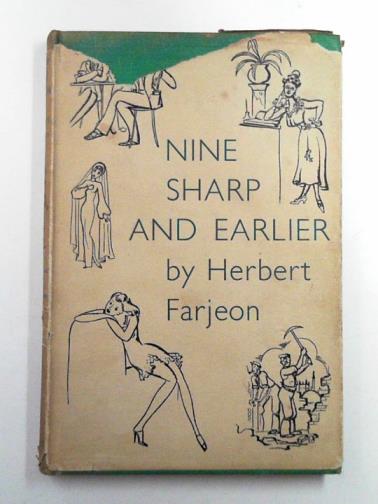 NINE
SHARP
AND EARLIER
by Herbert
Farjeon